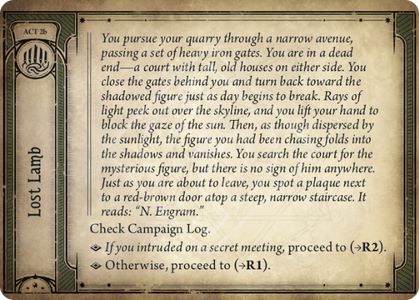 ACT 2b
Lost Lamb
You pursue your quarry through a narrow avenue,
passing a set of heavy iron gates. You are in a dead
end—a court with tall, old houses on either side. You
close the gates behind you and turn back toward the
shadowed figure just as day begins to break. Rays of
light peek out over the skyline, and you lift your hand to
block the gaze of the sun. Then, as though dispersed by
the sunlight, the figure you had been chasing folds into
the shadows and vanishes. You search the court for the
mysterious figure, but there is no sign of him anywhere.
Just as you are about to leave, you spot a plaque next
to a red-brown door atop a steep, narrow staircase. It
reads: “N. Engram.”
Check Campaign Log.
If you intruded on a secret meeting, proceed to (→R2).
Otherwise, proceed to (→R1).